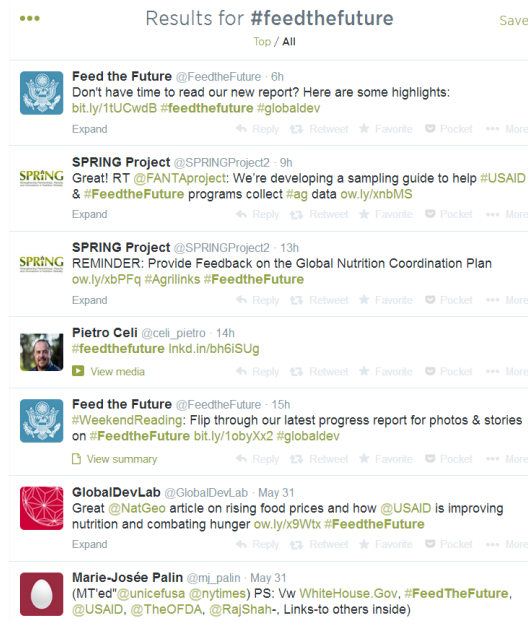 Results for #feedthefuture
Save
Top / All
Feed the Future @FeedtheFuture · 6h
Don't have time to read our new report? Here are some highlights:
bit.ly/1tUCwdB #feedthefuture #globaldev
Expand Reply Retweet Favorite Pocket More
SPRING
SPRING Project @SPRINGProject2 · 9h
Great! RT @FANTAproject: We're developing a sampling guide to help #USAID
& #FeedtheFuture programs collect #ag data ow.ly/xnbMS
Expand Reply Retweet Favorite Pocket More
SPRING
SPRING Project @SPRINGProject2 · 13h
REMINDER: Provide Feedback on the Global Nutrition Coordination Plan
ow.ly/xbPFq #Agrilinks #FeedtheFuture
Expand Reply Retweet Favorite Pocket More
Pietro Celi @celi_pietro · 14h
#feedthefuture lnkd.in/bh6iSUg
View media Reply Retweet Favorite Pocket More
Feed the Future @FeedtheFuture · 15h
#WeekendReading: Flip through our latest progress report for photos & stories
on #FeedtheFuture bit.ly/1obyXx2 #globaldev
View summary Reply Retweet Favorite Pocket More
GlobalDevLab @GlobalDevLab · May 31
Great @NatGeo article on rising food prices and how @USAID is improving
nutrition and combating hunger ow.ly/x9Wtx #FeedtheFuture
Expand Reply Retweet Favorite Pocket More
Marie-Josée Palin @mj_palin · May 31
(MT'ed"@unicefusa @nytimes) PS: Vw WhiteHouse.Gov, #FeedTheFuture,
@USAID, @TheOFDA, @RajShah-, Links-to others inside)